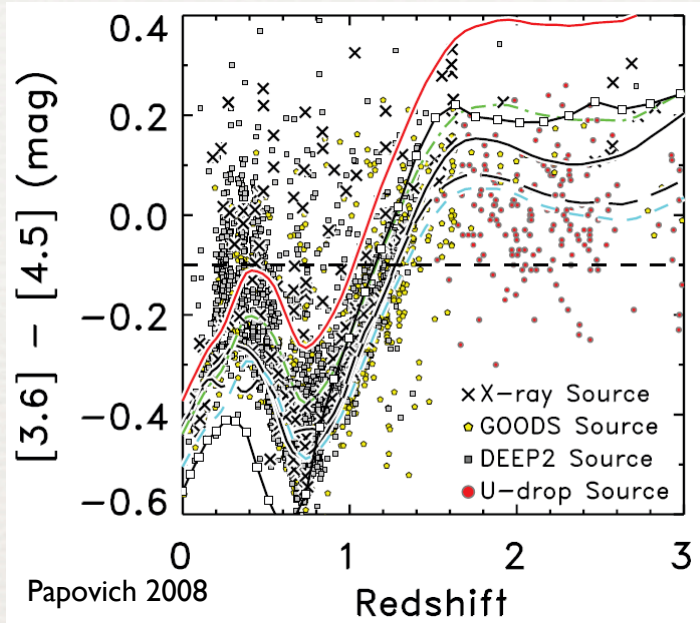 [3.6] − [4.5] (mag)
0.4
0.2
0.0
−0.2
−0.4
−0.6
X-ray Source
GOODS Source
DEEP2 Source
U-drop Source
0 1 2 3
Redshift
Papovich 2008